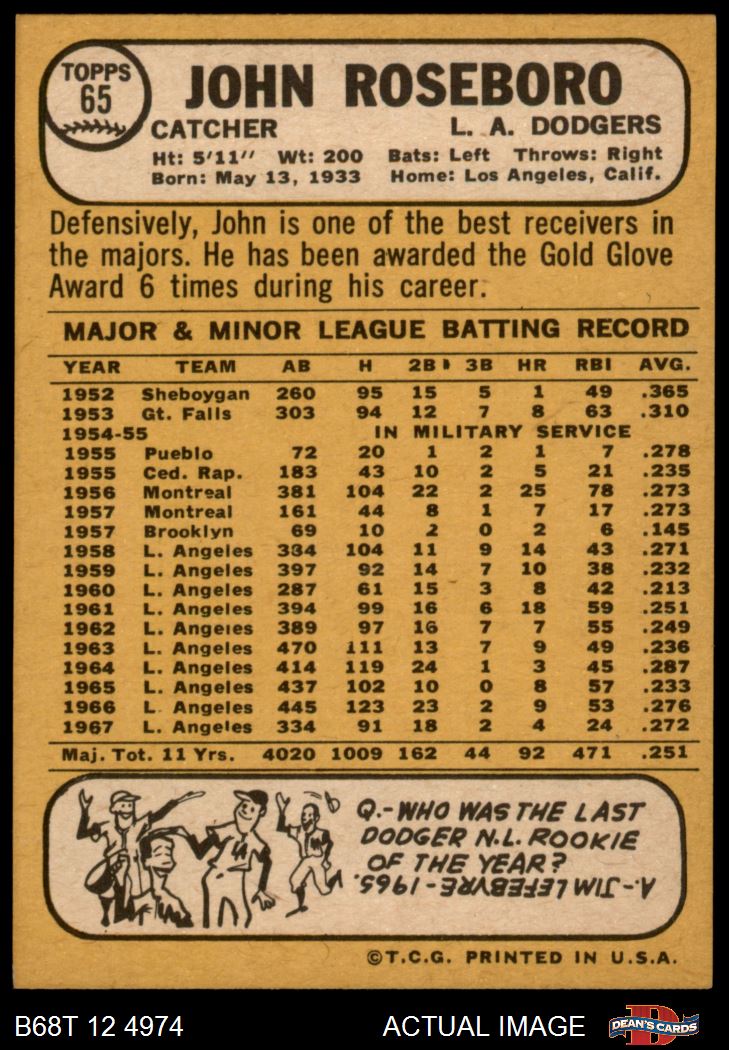 TOPPS
65
JOHN ROSEBORO
CATCHER L. A. DODGERS
Ht: 5'11" Wt: 200 Bats: Left Throws: Right
Born: May 13, 1933 Home: Los Angeles, Calif.
Defensively, John is one of the best receivers in
the majors. He has been awarded the Gold Glove
Award 6 times during his career.
MAJOR & MINOR LEAGUE BATTING RECORD
YEAR TEAM AB H 2B 3B HR RBI AVG.
1952 Sheboygan 260 95 15 5 1 49 .365
1953 Gt. Falls 303 94 12 7 8 63 .310
1954-55 IN MILITARY SERVICE
1955 Pueblo 72 20 1 2 1 7 .278
1955 Ced. Rap. 183 43 10 2 5 21 .235
1956 Montreal 381 104 22 2 25 78 .273
1957 Montreal 161 44 8 1 7 17 .273
1957 Brooklyn 69 10 2 0 2 6 .145
1958 L. Angeles 384 104 11 9 14 43 .271
1959 L. Angeles 397 92 14 7 10 38 .232
1960 L. Angeles 287 61 15 3 8 42 .213
1961 L. Angeles 394 99 16 6 18 59 .251
1962 L. Angeles 389 97 16 7 7 55 .249
1963 L. Angeles 470 111 13 7 9 49 .236
1964 L. Angeles 414 119 24 1 3 45 .287
1965 L. Angeles 437 102 10 0 8 57 .233
1966 L. Angeles 445 123 23 2 9 53 .276
1967 L. Angeles 334 91 18 2 4 24 .272
Maj. Tot. 11 Yrs. 4020 1009 162 44 92 471 .251
Q.-WHO WAS THE LAST
DODGER N.L. ROOKIE
OF THE YEAR?
A.-JIM LEFEBVRE-1965.
©T.C.G. PRINTED IN U.S.A.
B68T 12 4974 ACTUAL IMAGE DEAN'S CARDS